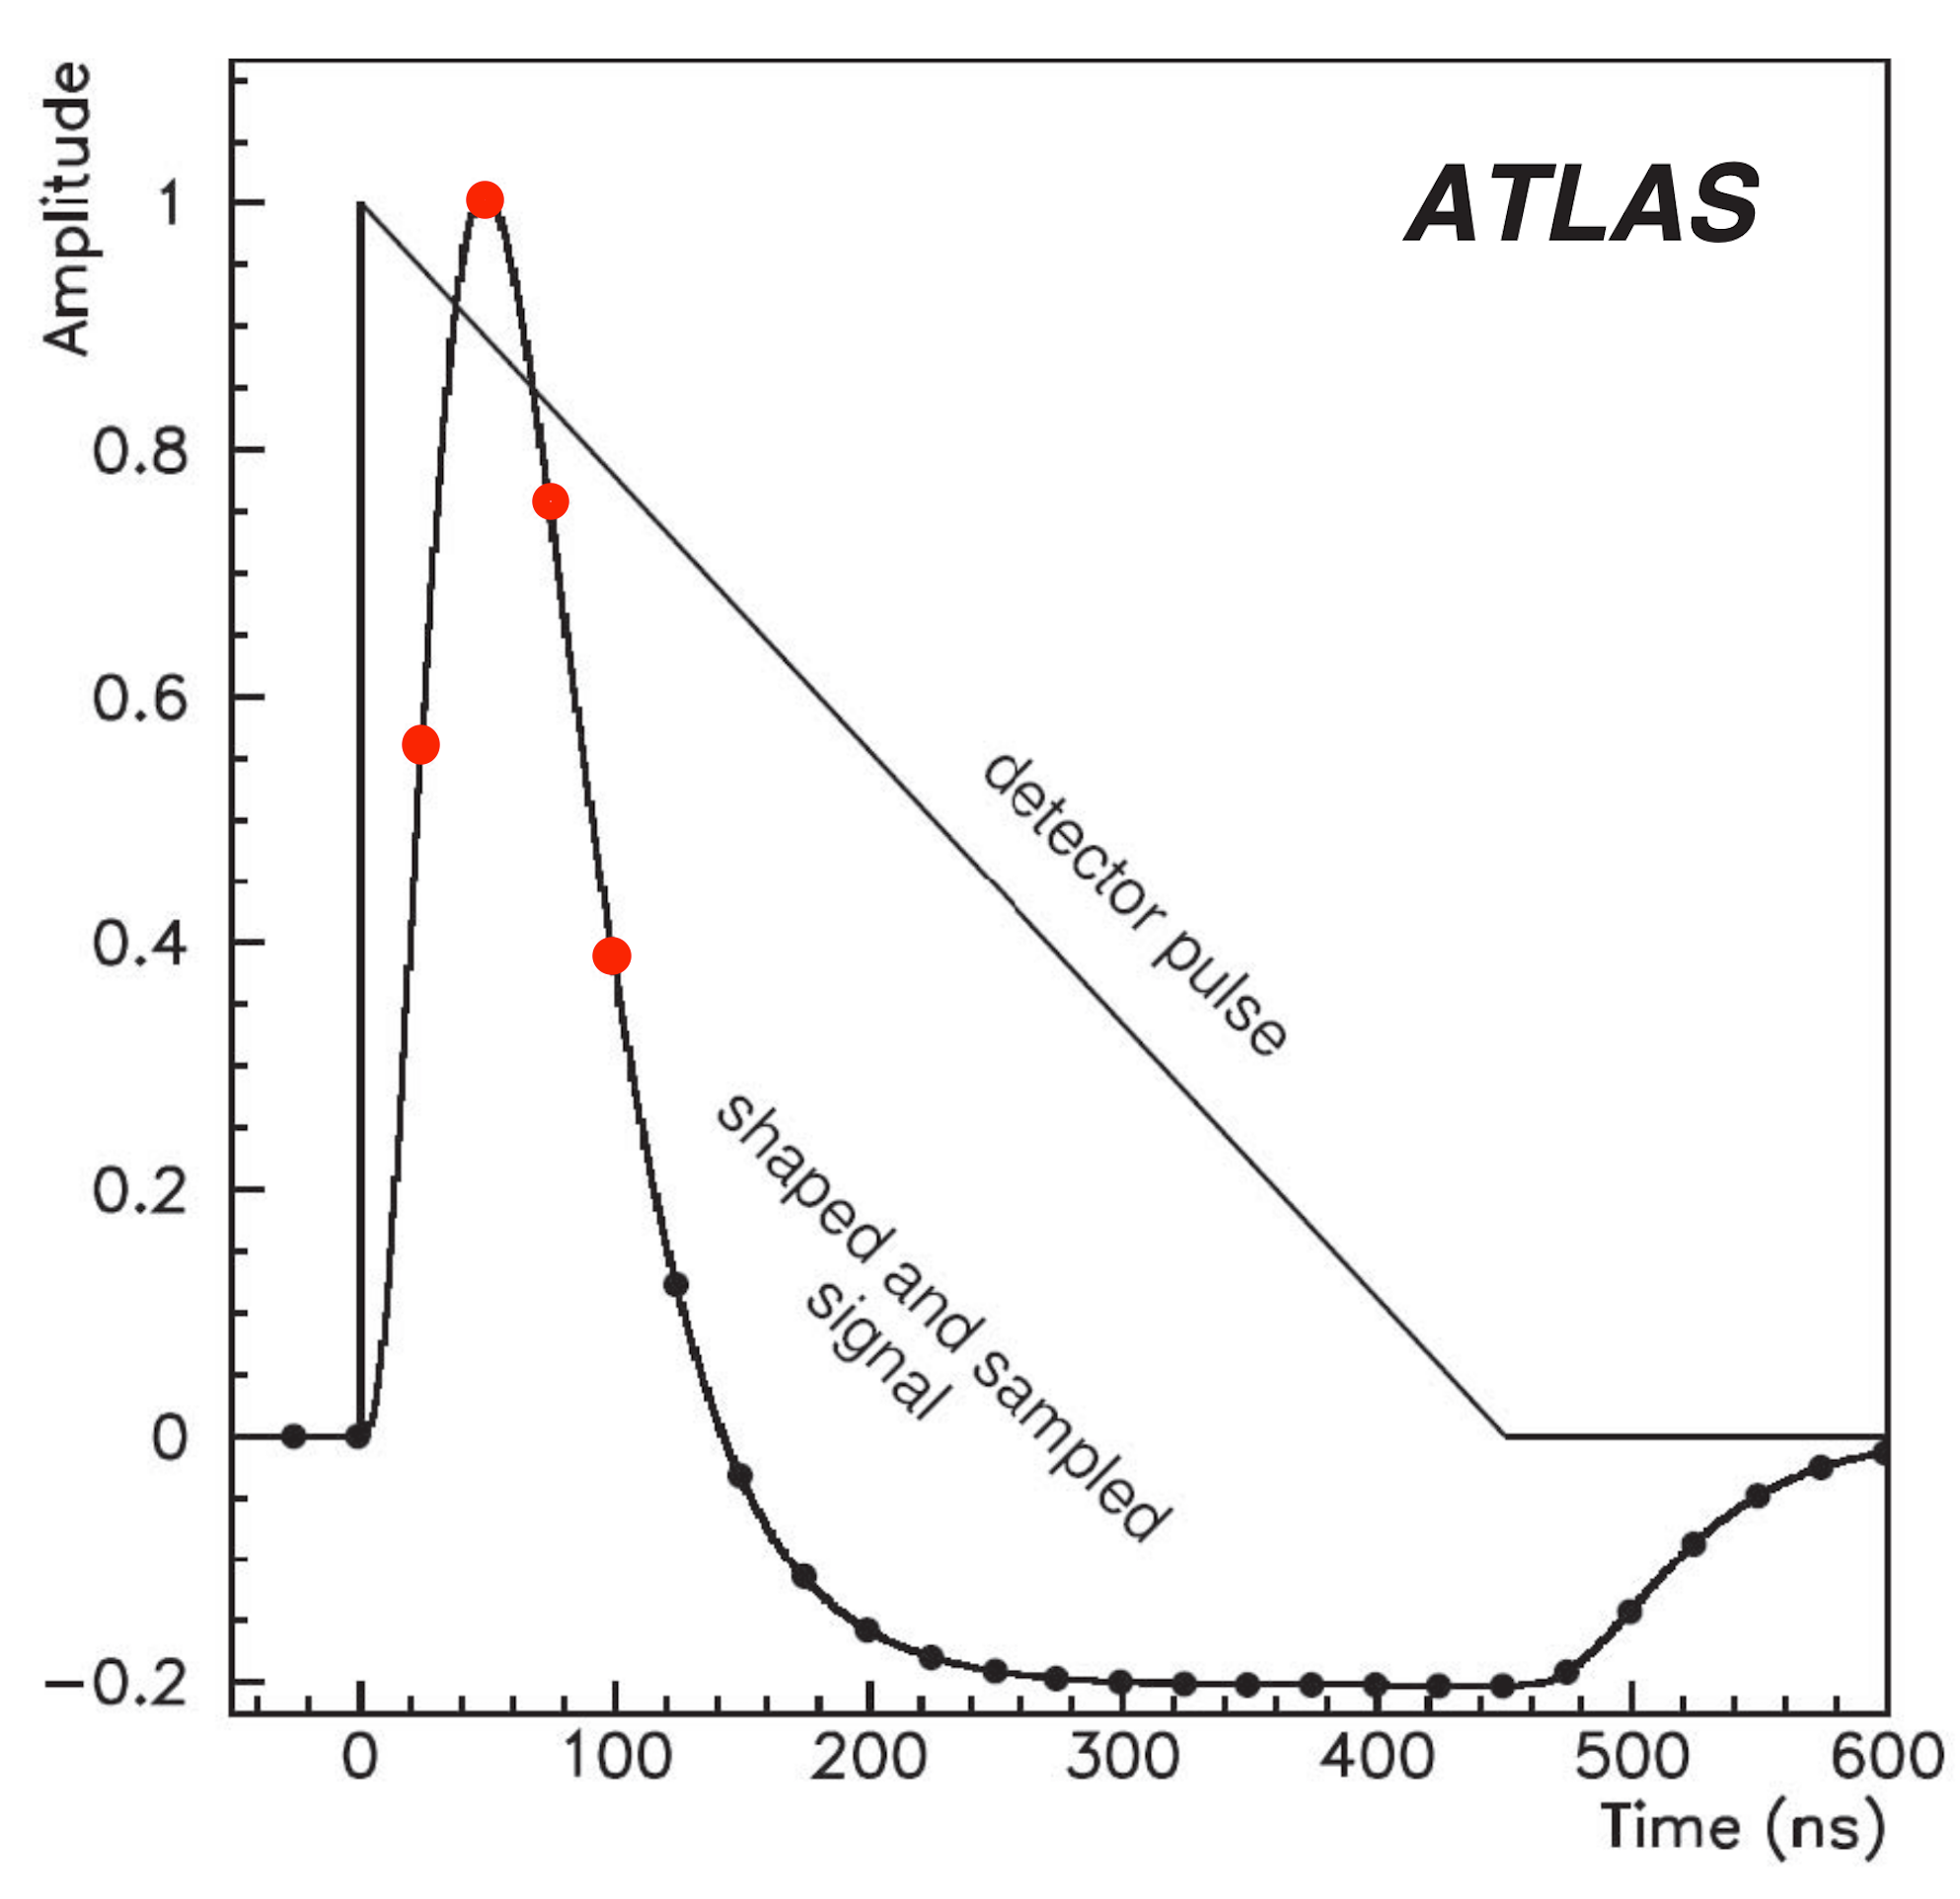 Amplitude
ATLAS
1
0.8
0.6
0.4
0.2
0
−0.2
detector pulse
shaped and sampled
signal
0 100 200 300 400 500 600
Time (ns)